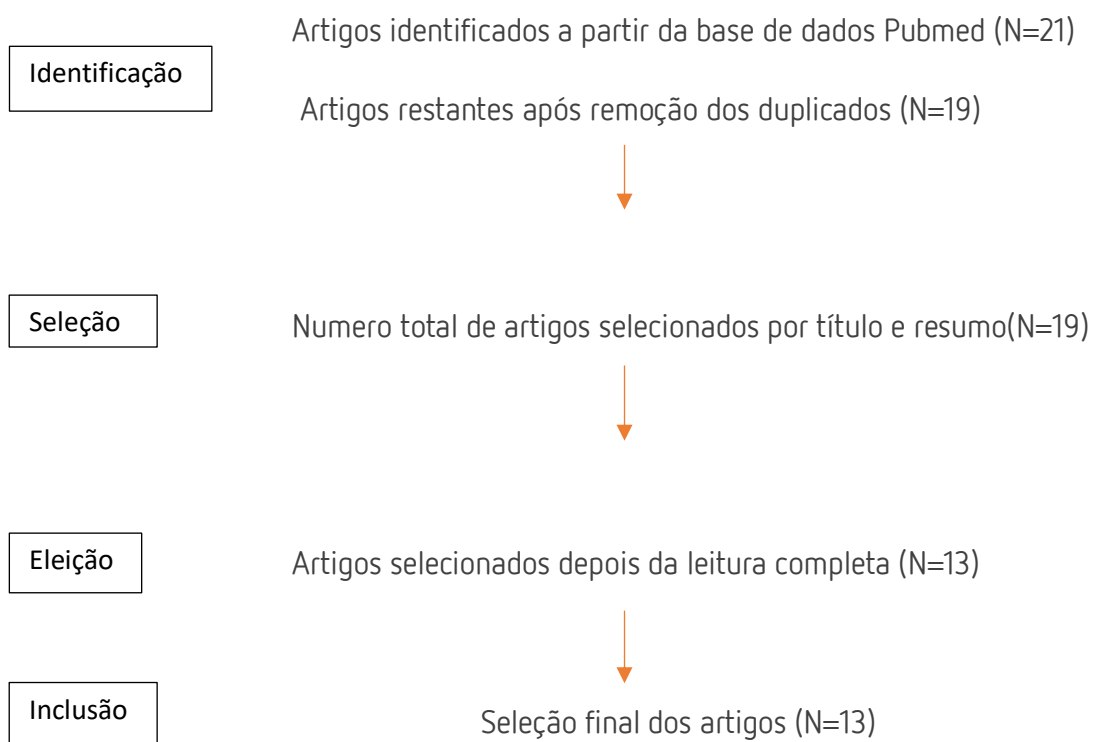 Artigos identificados a partir da base de dados Pubmed (N=21)
Identificação
Artigos restantes após remoção dos duplicados (N=19)
Seleção
Numero total de artigos selecionados por título e resumo(N=19)
Eleição
Artigos selecionados depois da leitura completa (N=13)
Inclusão
Seleção final dos artigos (N=13)